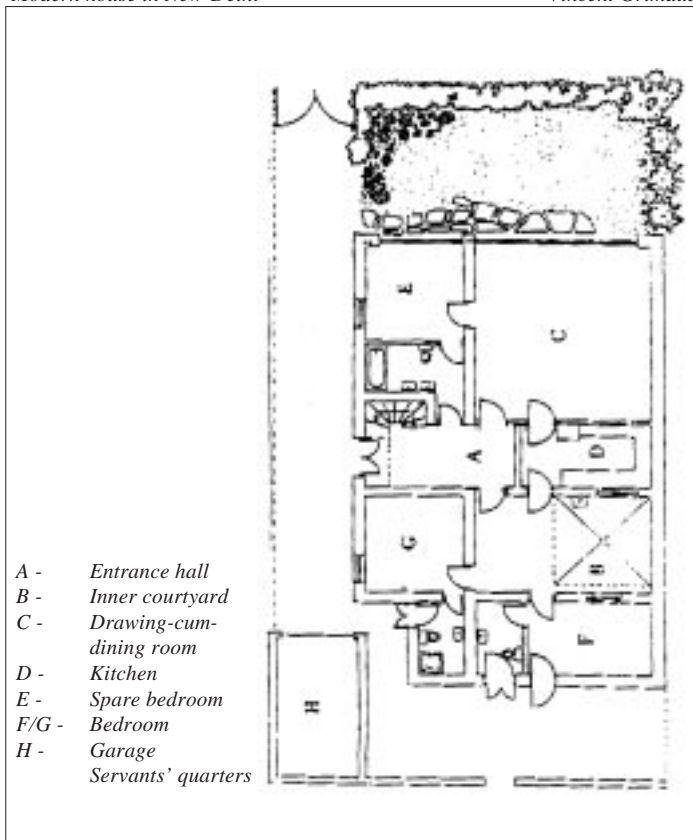 Modern house in New Delhi
Vincent
E
C
A
D
G
B
F
H
A - Entrance hall
B - Inner courtyard
C - Drawing-cum-
dining room
D - Kitchen
E - Spare bedroom
F/G - Bedroom
H - Garage
Servants’ quarters